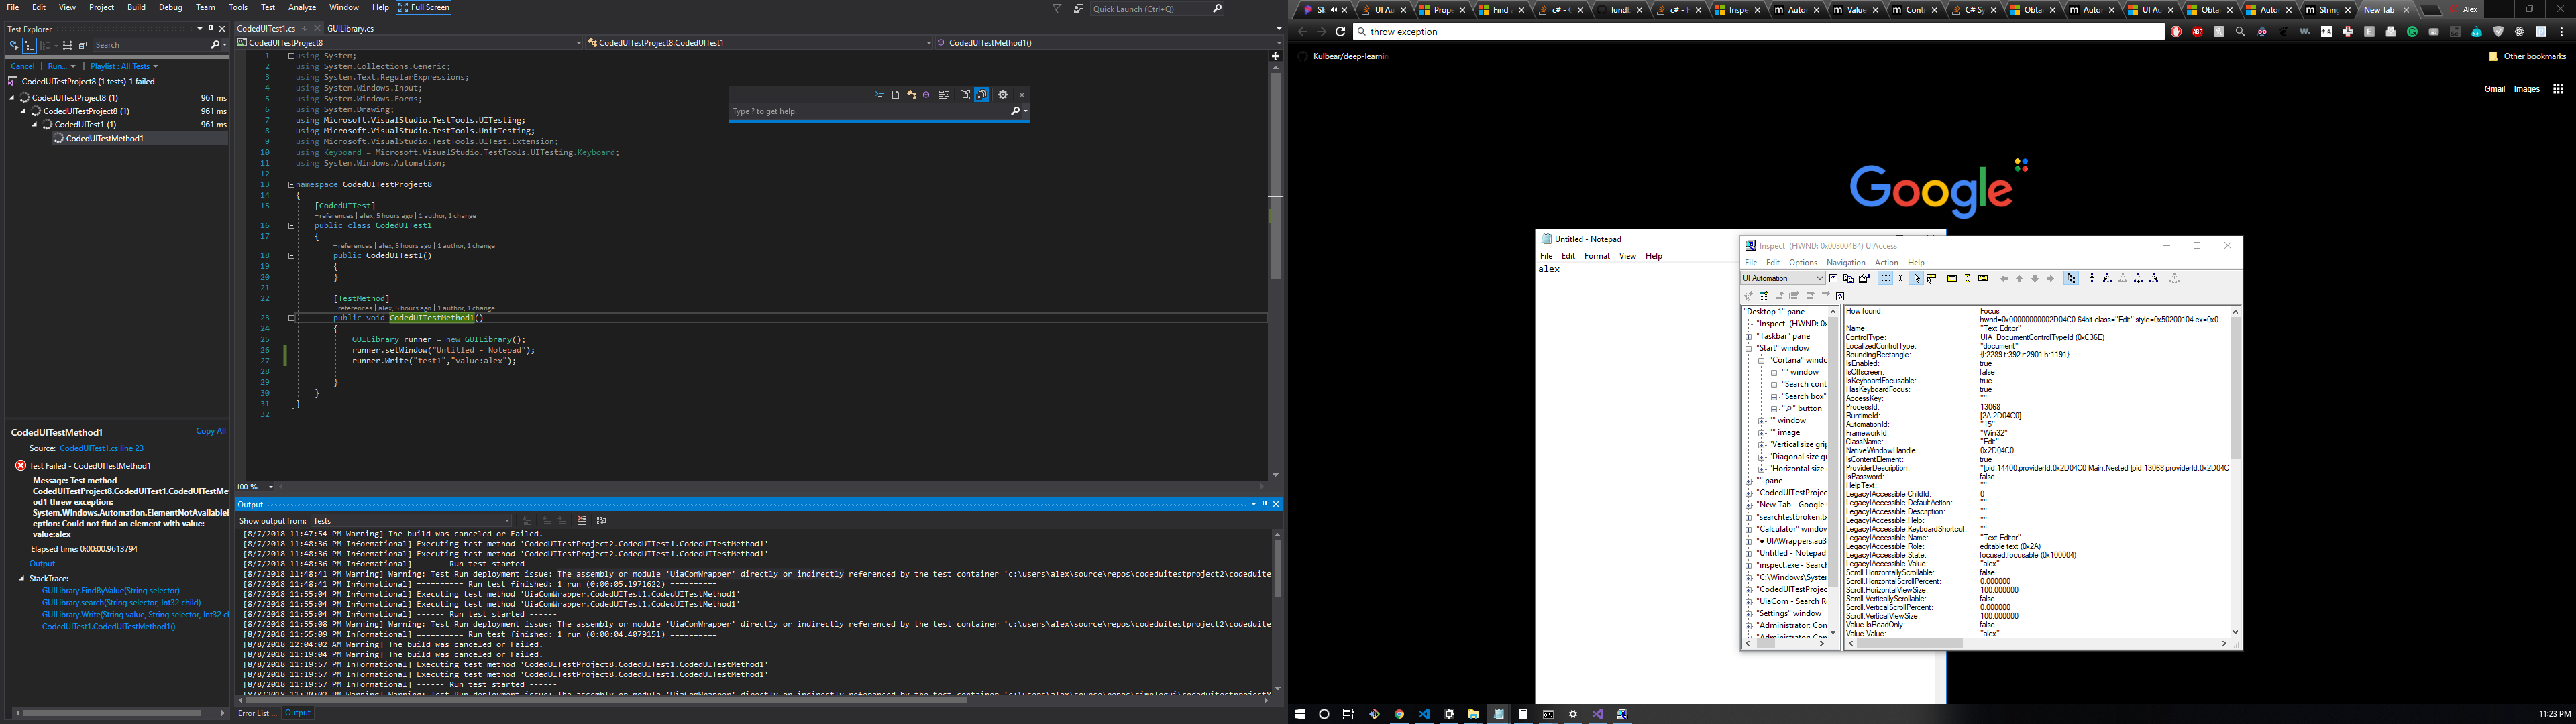 File Edit View Project Build Debug Team Tools Test Analyze Window Help Full Screen
Quick Launch (Ctrl+Q)
Test Explorer
Search
Cancel Run... Playlist : All Tests
CodedUITestProject8 (1 tests) 1 failed
CodedUITestProject8 (1) 961 ms
CodedUITestProject8 (1) 961 ms
CodedUITest1 (1) 961 ms
CodedUITestMethod1
CodedUITestMethod1 Copy All
Source: CodedUITest1.cs line 23
Test Failed - CodedUITestMethod1
Message: Test method
CodedUITestProject8.CodedUITest1.CodedUITestMe
od1 threw exception:
System.Windows.Automation.ElementNotAvailable
eption: Could not find an element with value:
value:alex
Elapsed time: 0:00:00.9613794
Output
StackTrace:
GUILibrary.FindByValue(String selector)
GUILibrary.search(String selector, Int32 child)
GUILibrary.Write(String value, String selector, Int32 cl
CodedUITest1.CodedUITestMethod1()
CodedUITest1.cs GUILibrary.cs
CodedUITestProject8 CodedUITestProject8.CodedUITest1 CodedUITestMethod1()
1 using System;
2 using System.Collections.Generic;
3 using System.Text.RegularExpressions;
4 using System.Windows.Input;
5 using System.Windows.Forms;
6 using System.Drawing;
7 using Microsoft.VisualStudio.TestTools.UITesting;
8 using Microsoft.VisualStudio.TestTools.UnitTesting;
9 using Microsoft.VisualStudio.TestTools.UITest.Extension;
10 using Keyboard = Microsoft.VisualStudio.TestTools.UITesting.Keyboard;
11 using System.Windows.Automation;
12
13 namespace CodedUITestProject8
14 {
15 [CodedUITest]
–references | alex, 5 hours ago | 1 author, 1 change
16 public class CodedUITest1
17 {
–references | alex, 5 hours ago | 1 author, 1 change
18 public CodedUITest1()
19 {
20 }
21
22 [TestMethod]
–references | alex, 5 hours ago | 1 author, 1 change
23 public void CodedUITestMethod1()
24 {
25 GUILibrary runner = new GUILibrary();
26 runner.setWindow("Untitled - Notepad");
27 runner.Write("test1","value:alex");
28
29 }
30 }
31 }
32
Type ? to get help.
100 %
Output
Show output from: Tests
[8/7/2018 11:47:54 PM Warning] The build was canceled or Failed.
[8/7/2018 11:48:36 PM Informational] Executing test method 'CodedUITestProject2.CodedUITest1.CodedUITestMethod1'
[8/7/2018 11:48:36 PM Informational] Executing test method 'CodedUITestProject2.CodedUITest1.CodedUITestMethod1'
[8/7/2018 11:48:36 PM Informational] ------ Run test started ------
[8/7/2018 11:48:41 PM Warning] Warning: Test Run deployment issue: The assembly or module 'UiaComWrapper' directly or indirectly referenced by the test container 'c:\users\alex\source\repos\codeduitestproject2\codeduite
[8/7/2018 11:48:41 PM Informational] ========== Run test finished: 1 run (0:00:05.1971622) ==========
[8/7/2018 11:55:04 PM Informational] Executing test method 'UiaComWrapper.CodedUITest1.CodedUITestMethod1'
[8/7/2018 11:55:04 PM Informational] Executing test method 'UiaComWrapper.CodedUITest1.CodedUITestMethod1'
[8/7/2018 11:55:04 PM Informational] ------ Run test started ------
[8/7/2018 11:55:08 PM Warning] Warning: Test Run deployment issue: The assembly or module 'UiaComWrapper' directly or indirectly referenced by the test container 'c:\users\alex\source\repos\codeduitestproject2\codeduite
[8/7/2018 11:55:09 PM Informational] ========== Run test finished: 1 run (0:00:04.4079151) ==========
[8/8/2018 12:04:02 AM Warning] The build was canceled or Failed.
[8/8/2018 11:19:04 PM Warning] The build was canceled or Failed.
[8/8/2018 11:19:57 PM Informational] Executing test method 'CodedUITestProject8.CodedUITest1.CodedUITestMethod1'
[8/8/2018 11:19:57 PM Informational] Executing test method 'CodedUITestProject8.CodedUITest1.CodedUITestMethod1'
[8/8/2018 11:19:57 PM Informational] ------ Run test started ------
Error List ... Output
Sk UI Au Prope Find c# - lundl c# - I Inspe Autor Value Contr C# Sy Obta Autor UI Au Obta Autor String New Tab Alex
throw exception
Kulbear/deep-learnin Other bookmarks
Gmail Images
Google
Untitled - Notepad
File Edit Format View Help
alex
Inspect (HWND: 0x003004B4) UIAccess
File Edit Options Navigation Action Help
UI Automation
"Desktop 1" pane
"Inspect (HWND: 0x
"Taskbar" pane
"Start" window
"Cortana" windo
"" window
"Search cont
"Search box"
button
"" window
"" image
"Vertical size grip
"Diagonal size gr
"Horizontal size
"" pane
"CodedUITestProjec
"New Tab - Google
"searchtestbroken.tx
"Calculator" window
"● UIAWrappers.au3
"Untitled - Notepad"
"inspect.exe - Search
"C:\Windows\System
"CodedUITestProjec
"UiaCom - Search Re
"Settings" window
"Administrator: Com
How found: Focus
hwnd=0x00000000002D04C0 64bit class="Edit" style=0x50200104 ex=0x0
Name: "Text Editor"
ControlType: UIA_DocumentControlTypeId (0xC36E)
LocalizedControlType: "document"
BoundingRectangle: {l:2289 t:392 r:2901 b:1191}
IsEnabled: true
IsOffscreen: false
IsKeyboardFocusable: true
HasKeyboardFocus: true
AccessKey: ""
ProcessId: 13068
RuntimeId: [2A.2D04C0]
AutomationId: "15"
FrameworkId: "Win32"
ClassName: "Edit"
NativeWindowHandle: 0x2D04C0
IsContentElement: true
ProviderDescription: "[pid:14400,providerId:0x2D04C0 Main:Nested [pid:13068,providerId:0x2D04C
IsPassword: false
HelpText: ""
LegacyIAccessible.ChildId: 0
LegacyIAccessible.DefaultAction: ""
LegacyIAccessible.Description: ""
LegacyIAccessible.Help: ""
LegacyIAccessible.KeyboardShortcut: ""
LegacyIAccessible.Name: "Text Editor"
LegacyIAccessible.Role: editable text (0x2A)
LegacyIAccessible.State: focused,focusable (0x100004)
LegacyIAccessible.Value: "alex"
Scroll.HorizontallyScrollable: false
Scroll.HorizontalScrollPercent: 0.000000
Scroll.HorizontalViewSize: 100.000000
Scroll.VerticallyScrollable: false
Scroll.VerticalScrollPercent: 0.000000
Scroll.VerticalViewSize: 100.000000
Value.IsReadOnly: false
Value.Value: "alex"
11:23 PM